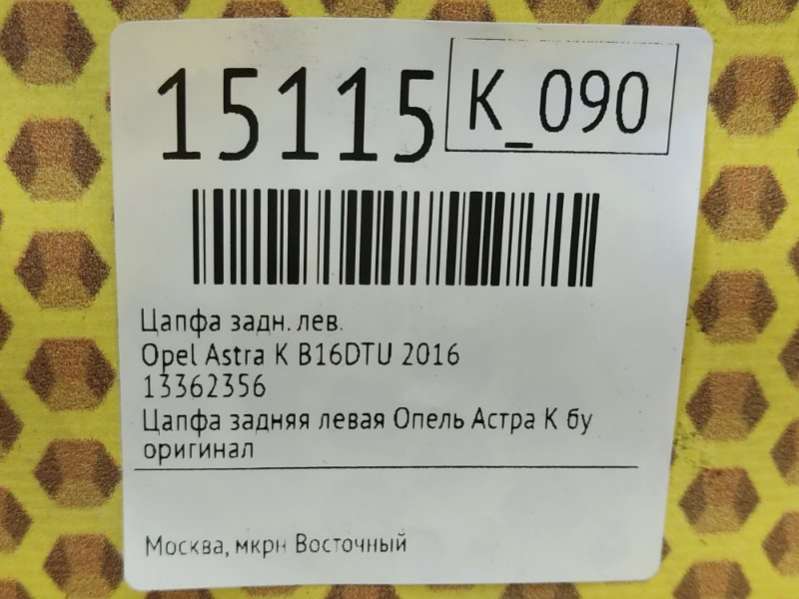 15115
K_090
Цапфа задн. лев.
Opel Astra K B16DTU 2016
13362356
Цапфа задняя левая Опель Астра К бу
оригинал
Москва, мкрн Восточный